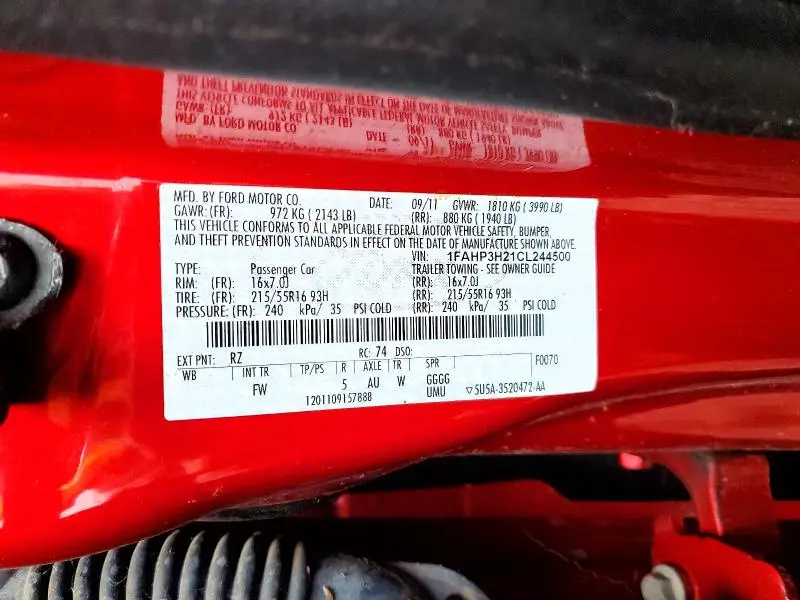 MFD. BY FORD MOTOR CO. DATE: 09/11 GVWR: 1810 KG ( 3990 LB)
GAWR: (FR): 972 KG ( 2143 LB) (RR): 880 KG ( 1940 LB)
THIS VEHICLE CONFORMS TO ALL APPLICABLE FEDERAL MOTOR VEHICLE SAFETY, BUMPER,
AND THEFT PREVENTION STANDARDS IN EFFECT ON THE DATE OF MANUFACTURE SHOWN ABOVE.
VIN: 1FAHP3H21CL244500
TYPE: Passenger Car TRAILER TOWING - SEE OWNER GUIDE
RIM: (FR): 16x7.0J (RR): 16x7.0J
TIRE: (FR): 215/55R16 93H (RR): 215/55R16 93H
PRESSURE: (FR): 240 kPa/ 35 PSI COLD (RR): 240 kPa/ 35 PSI COLD
EXT PNT: RZ RC: 74 DSO: F0070
WB INT TR TP/PS R AXLE TR SPR
FW 5 AU W GGGG
UMU
1201109157888 ▽5U5A-3520472-AA